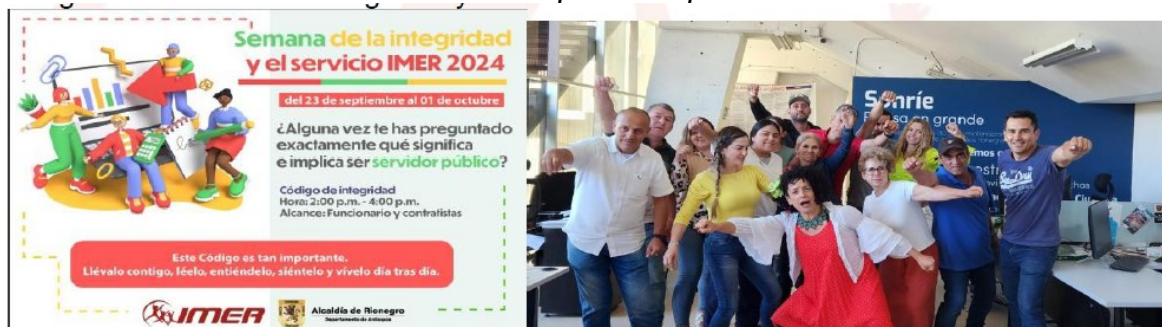 Semana de la integridad
y el servicio IMER 2024
del 23 de septiembre al 01 de octubre
¿Alguna vez te has preguntado
exactamente qué significa
e implica ser servidor público?
Código de integridad
Hora: 2:00 p.m. - 4:00 p.m.
Alcance: Funcionario y contratistas
Este Código es tan importante.
Llévalo contigo, léelo, entiéndelo, siéntelo y vívelo día tras día.
IMER
Alcaldía de Rionegro
Departamento de Antioquia
Sonríe
en grande